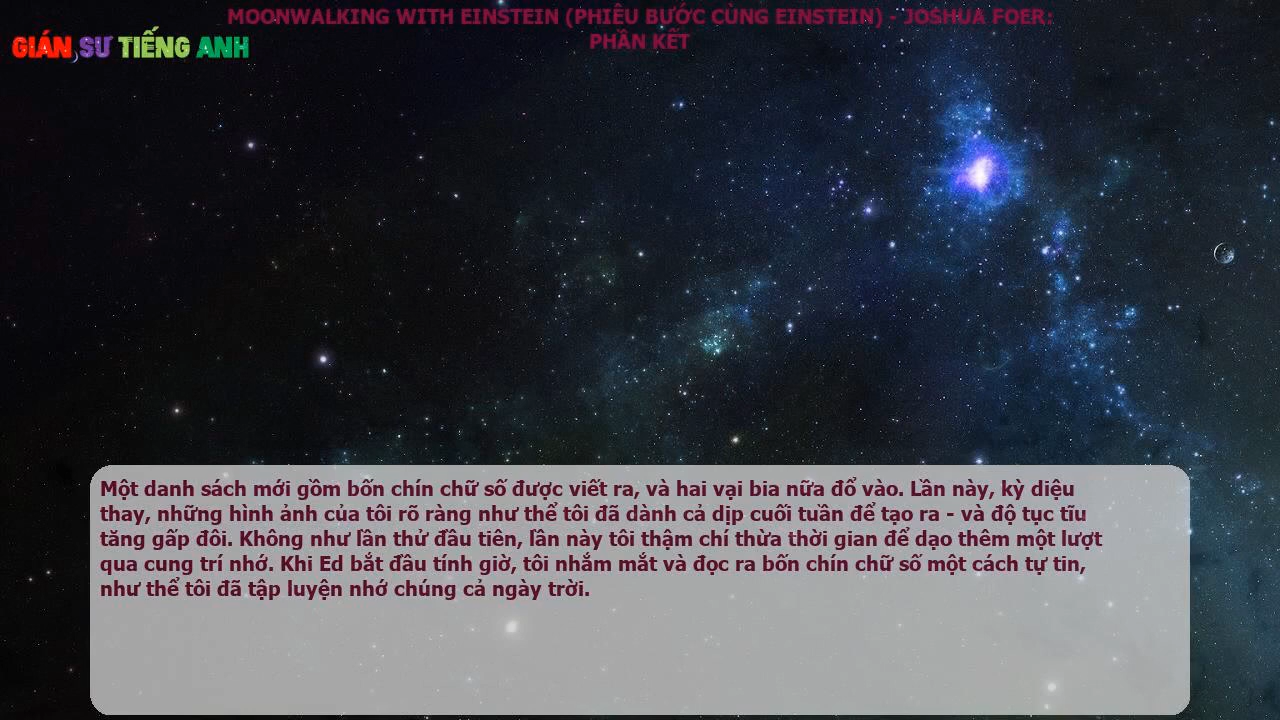 MOONWALKING WITH EINSTEIN (PHIÊU BƯỚC CÙNG EINSTEIN) - JOSHUA FOER:
PHẦN KẾT
GIÁN SƯ TIẾNG ANH
Một danh sách mới gồm bốn chín chữ số được viết ra, và hai vại bia nữa đổ vào. Lần này, kỳ diệu
thay, những hình ảnh của tôi rõ ràng như thể tôi đã dành cả dịp cuối tuần để tạo ra - và độ tục tĩu
tăng gấp đôi. Không như lần thử đầu tiên, lần này tôi thậm chí thừa thời gian để dạo thêm một lượt
qua cung trí nhớ. Khi Ed bắt đầu tính giờ, tôi nhắm mắt và đọc ra bốn chín chữ số một cách tự tin,
như thể tôi đã tập luyện nhớ chúng cả ngày trời.